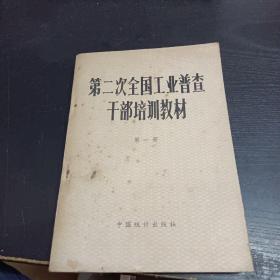 第二次全国工业普查
干部培训教材
第一册
中国统计出版社